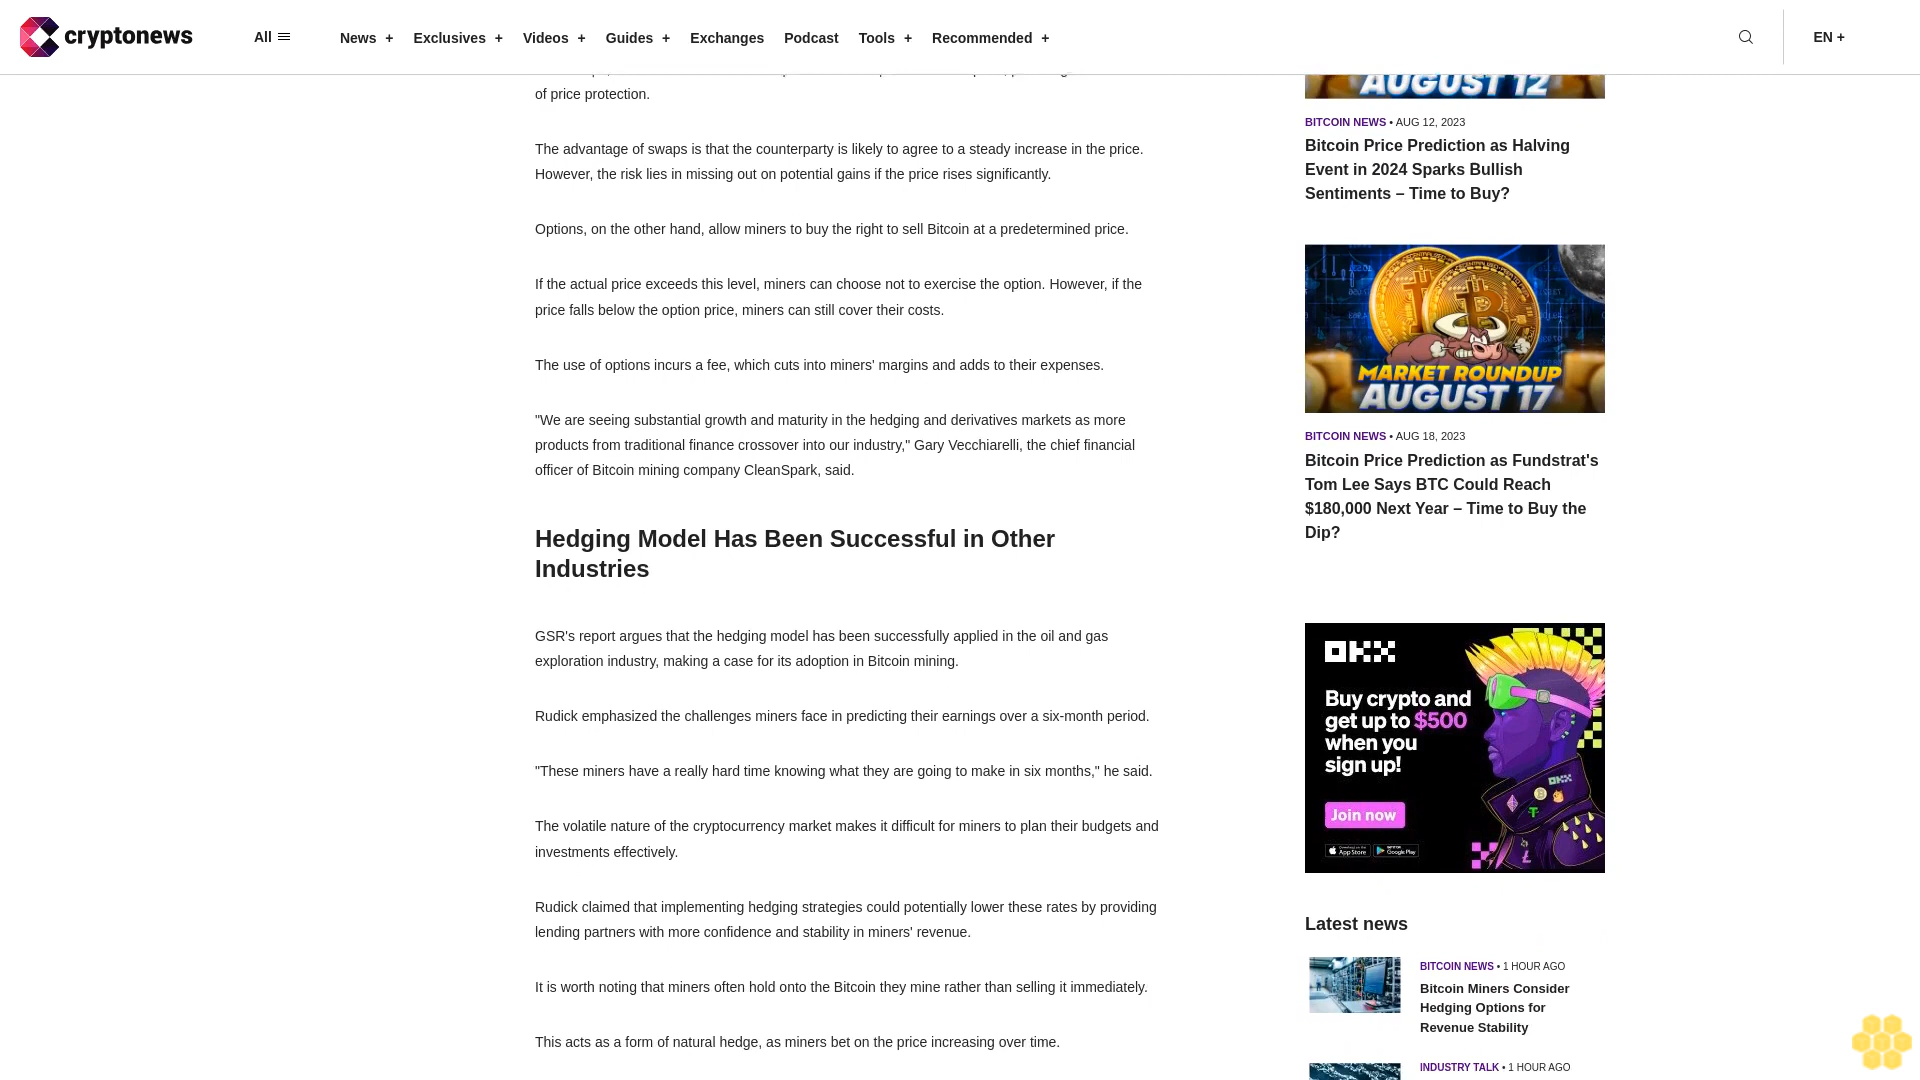 cryptonews
All
News +
Exclusives +
Videos +
Guides +
Exchanges
Podcast
Tools +
Recommended +
EN +
of price protection.
The advantage of swaps is that the counterparty is likely to agree to a steady increase in the price.
However, the risk lies in missing out on potential gains if the price rises significantly.
Options, on the other hand, allow miners to buy the right to sell Bitcoin at a predetermined price.
If the actual price exceeds this level, miners can choose not to exercise the option. However, if the
price falls below the option price, miners can still cover their costs.
The use of options incurs a fee, which cuts into miners' margins and adds to their expenses.
"We are seeing substantial growth and maturity in the hedging and derivatives markets as more
products from traditional finance crossover into our industry," Gary Vecchiarelli, the chief financial
officer of Bitcoin mining company CleanSpark, said.
Hedging Model Has Been Successful in Other
Industries
GSR's report argues that the hedging model has been successfully applied in the oil and gas
exploration industry, making a case for its adoption in Bitcoin mining.
Rudick emphasized the challenges miners face in predicting their earnings over a six-month period.
"These miners have a really hard time knowing what they are going to make in six months," he said.
The volatile nature of the cryptocurrency market makes it difficult for miners to plan their budgets and
investments effectively.
Rudick claimed that implementing hedging strategies could potentially lower these rates by providing
lending partners with more confidence and stability in miners' revenue.
It is worth noting that miners often hold onto the Bitcoin they mine rather than selling it immediately.
This acts as a form of natural hedge, as miners bet on the price increasing over time.
AUGUST 12
BITCOIN NEWS • AUG 12, 2023
Bitcoin Price Prediction as Halving
Event in 2024 Sparks Bullish
Sentiments – Time to Buy?
MARKET ROUNDUP
AUGUST 17
BITCOIN NEWS • AUG 18, 2023
Bitcoin Price Prediction as Fundstrat's
Tom Lee Says BTC Could Reach
$180,000 Next Year – Time to Buy the
Dip?
OKX
Buy crypto and
get up to $500
when you
sign up!
Join now
App Store
Google Play
Latest news
BITCOIN NEWS • 1 HOUR AGO
Bitcoin Miners Consider
Hedging Options for
Revenue Stability
INDUSTRY TALK • 1 HOUR AGO